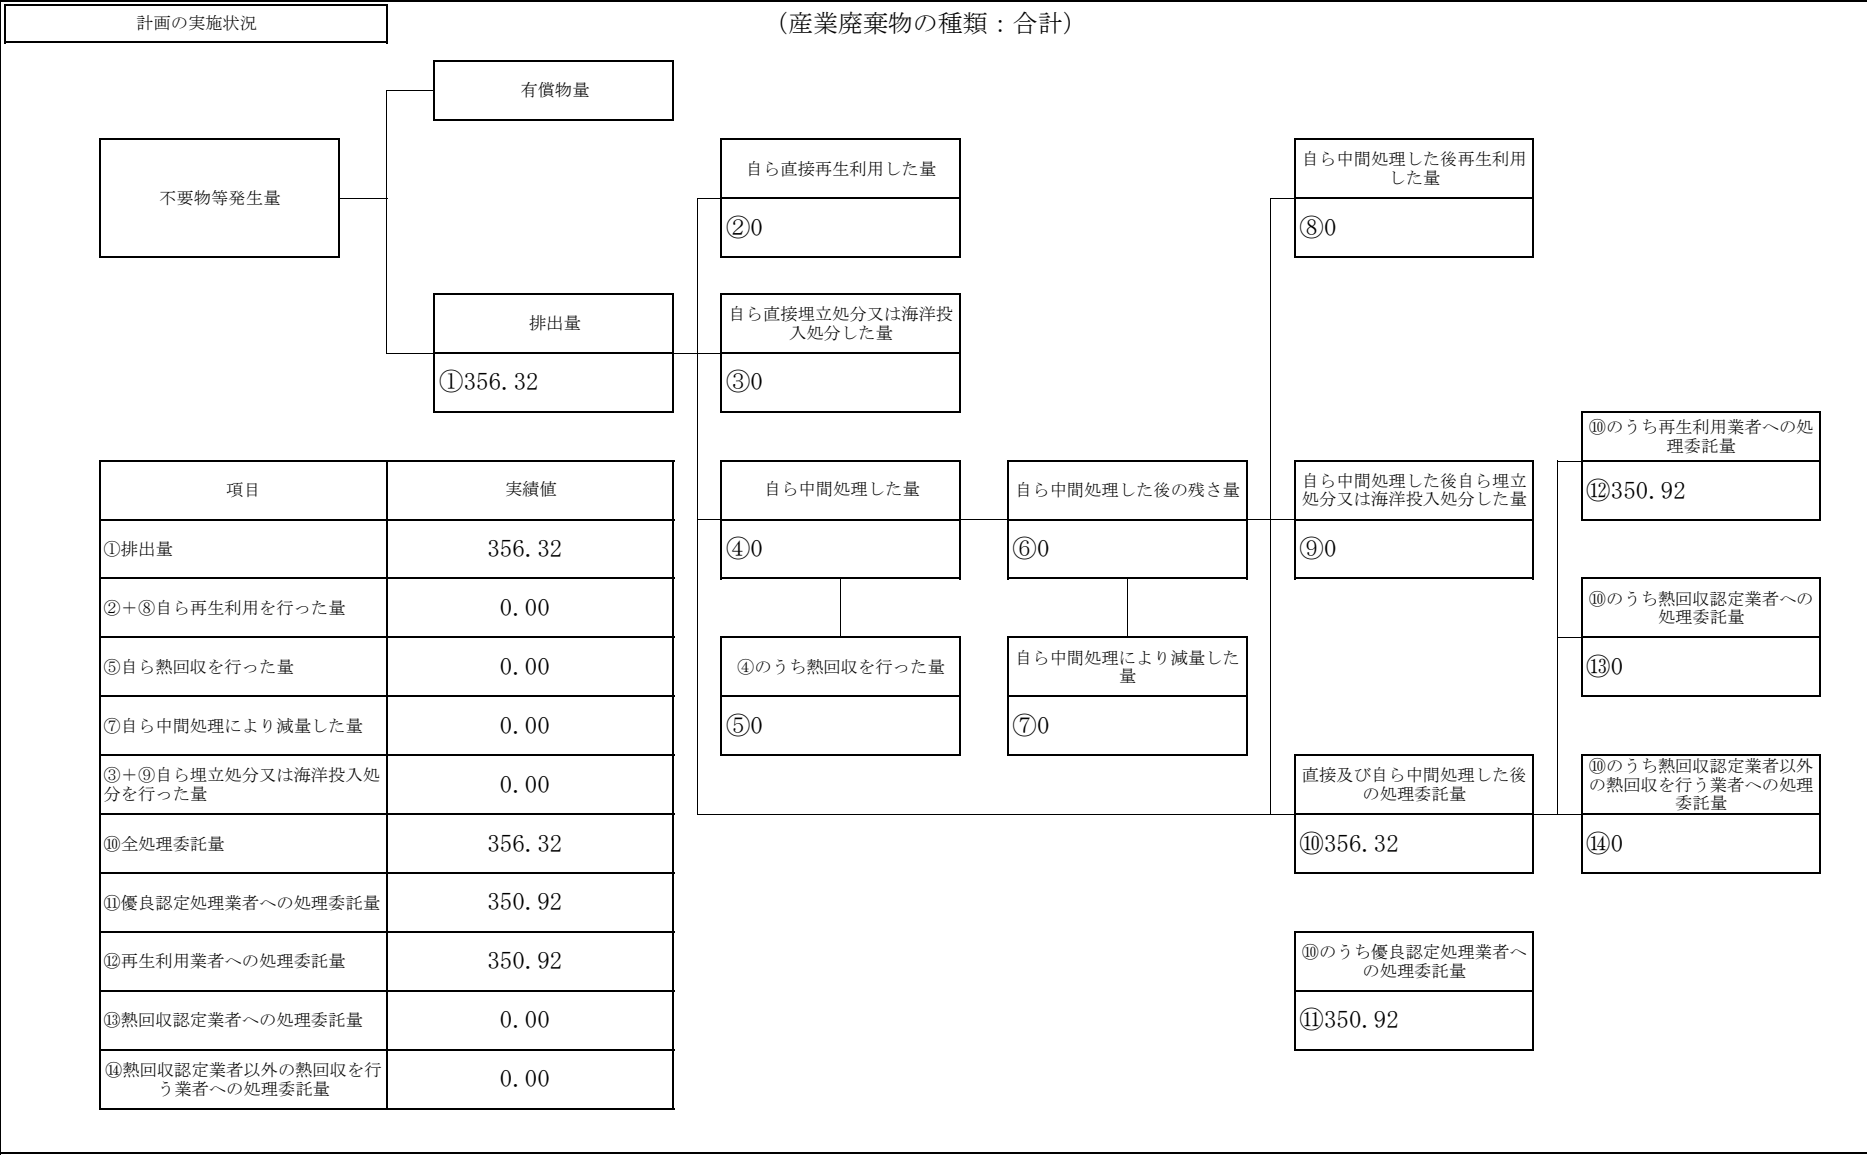 計画の実施状況
（産業廃棄物の種類：合計）
有償物量
不要物等発生量
排出量
①356.32
自ら直接再生利用した量
②0
自ら直接埋立処分又は海洋投
入処分した量
③0
自ら中間処理した後再生利用
した量
⑧0
項目
実績値
①排出量
356.32
②＋⑧自ら再生利用を行った量
0.00
⑤自ら熱回収を行った量
0.00
⑦自ら中間処理により減量した量
0.00
③＋⑨自ら埋立処分又は海洋投入処
分を行った量
0.00
⑩全処理委託量
356.32
⑪優良認定処理業者への処理委託量
350.92
⑫再生利用業者への処理委託量
350.92
⑬熱回収認定業者への処理委託量
0.00
⑭熱回収認定業者以外の熱回収を行
う業者への処理委託量
0.00
自ら中間処理した量
④0
④のうち熱回収を行った量
⑤0
自ら中間処理した後の残さ量
⑥0
自ら中間処理により減量した
量
⑦0
自ら中間処理した後自ら埋立
処分又は海洋投入処分した量
⑨0
直接及び自ら中間処理した後
の処理委託量
⑩356.32
⑩のうち優良認定処理業者へ
の処理委託量
⑪350.92
⑩のうち再生利用業者への処
理委託量
⑫350.92
⑩のうち熱回収認定業者への
処理委託量
⑬0
⑩のうち熱回収認定業者以外
の熱回収を行う業者への処理
委託量
⑭0